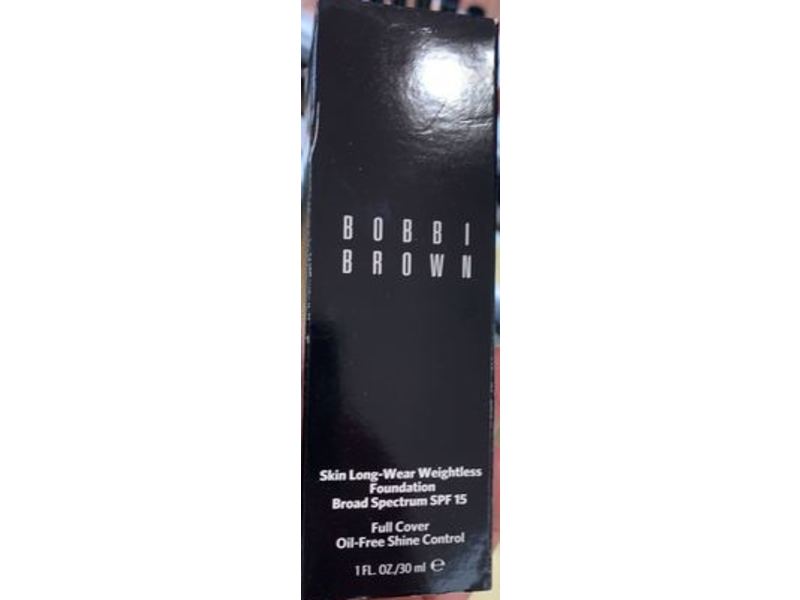 BOBBI
BROWN
Skin Long-Wear Weightless
Foundation
Broad Spectrum SPF 15
Full Cover
Oil-Free Shine Control
1 FL. OZ./30 ml ℮